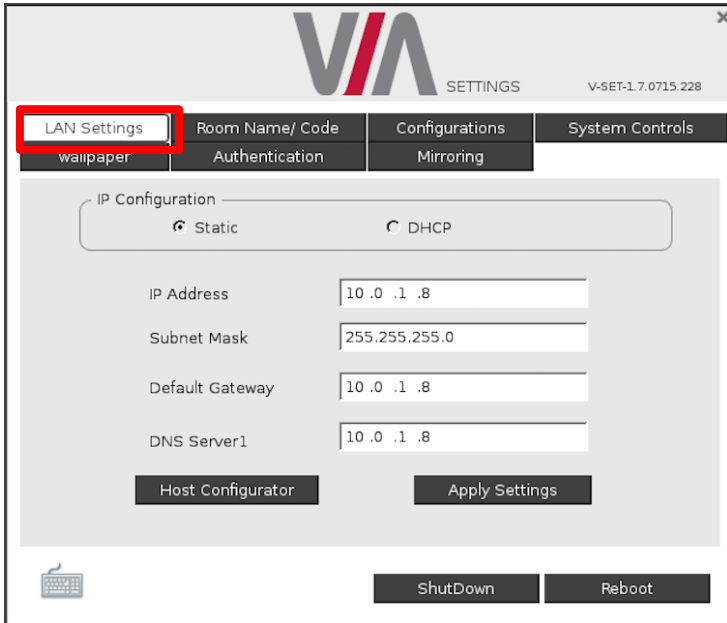 VIA
SETTINGS V-SET-1.7.0715.228
LAN Settings Room Name/ Code Configurations System Controls
wallpaper Authentication Mirroring
IP Configuration
Static DHCP
IP Address 10 .0 .1 .8
Subnet Mask 255.255.255.0
Default Gateway 10 .0 .1 .8
DNS Server1 10 .0 .1 .8
Host Configurator Apply Settings
ShutDown Reboot